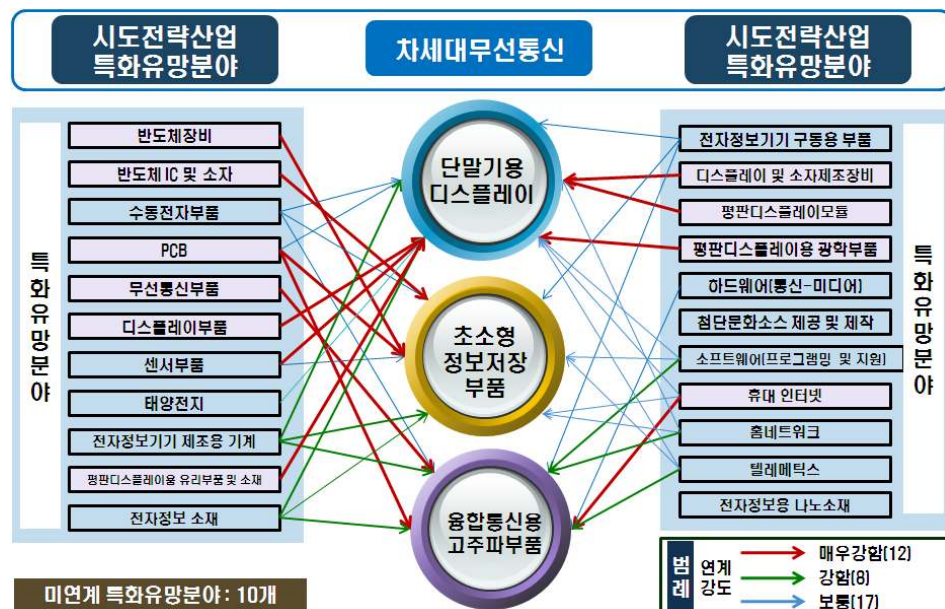 시도전략산업
특화유망분야
차세대무선통신
시도전략산업
특화유망분야
특화유망분야
반도체장비
반도체 IC 및 소자
수동전자부품
PCB
무선통신부품
디스플레이부품
센서부품
태양전지
전자정보기기 제조용 기계
평판디스플레이용 유리부품 및 소재
전자정보 소재
단말기용
디스플레이
초소형
정보저장
부품
융합통신용
고주파부품
전자정보기기 구동용 부품
디스플레이 및 소자제조장비
평판디스플레이모듈
평판디스플레이용 광학부품
하드웨어(통신-미디어)
첨단문화소스 제공 및 제작
소프트웨어(프로그래밍 및 지원)
휴대 인터넷
홈네트워크
텔레메틱스
전자정보용 나노소재
특화유망분야
미연계 특화유망분야 : 10개
범례
연계
강도
매우강함(12)
강함(8)
보통(17)